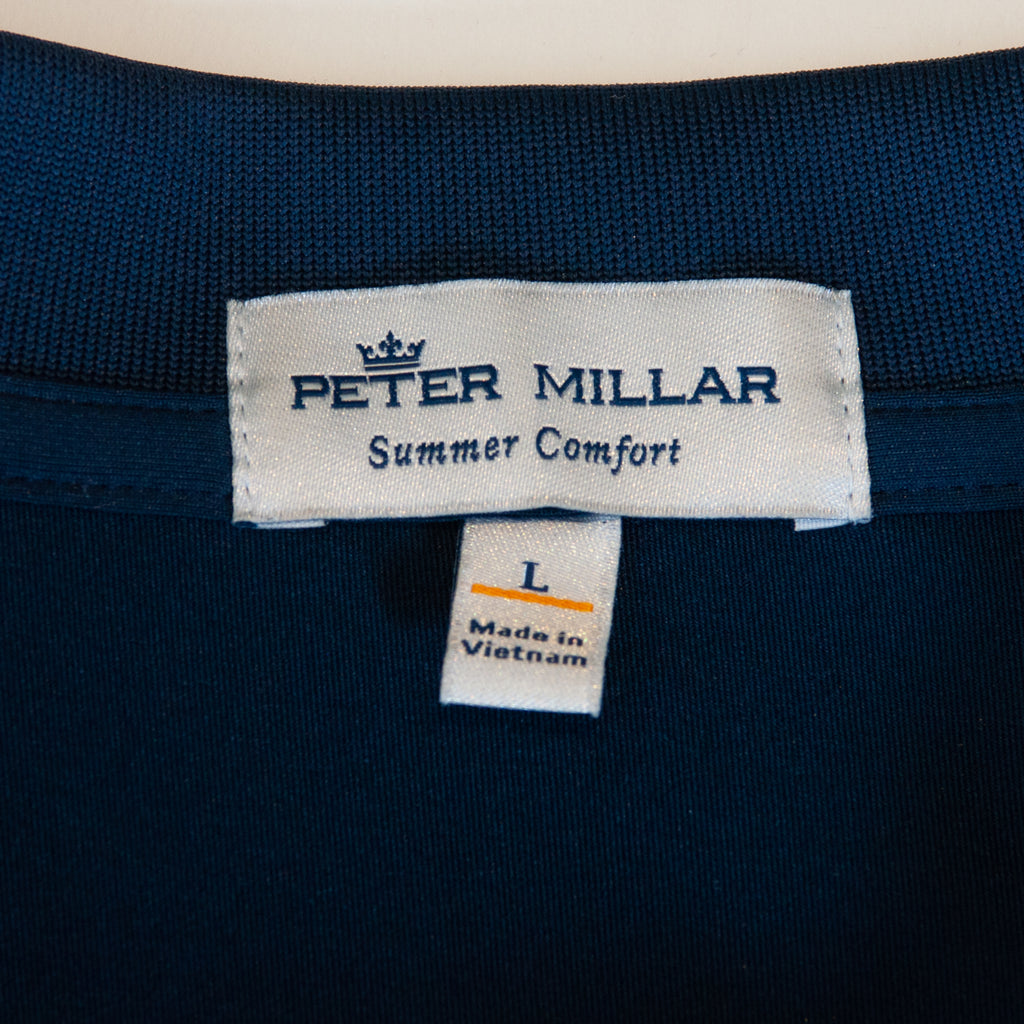 PETER MILLAR
Summer Comfort
L
Made in
Vietnam